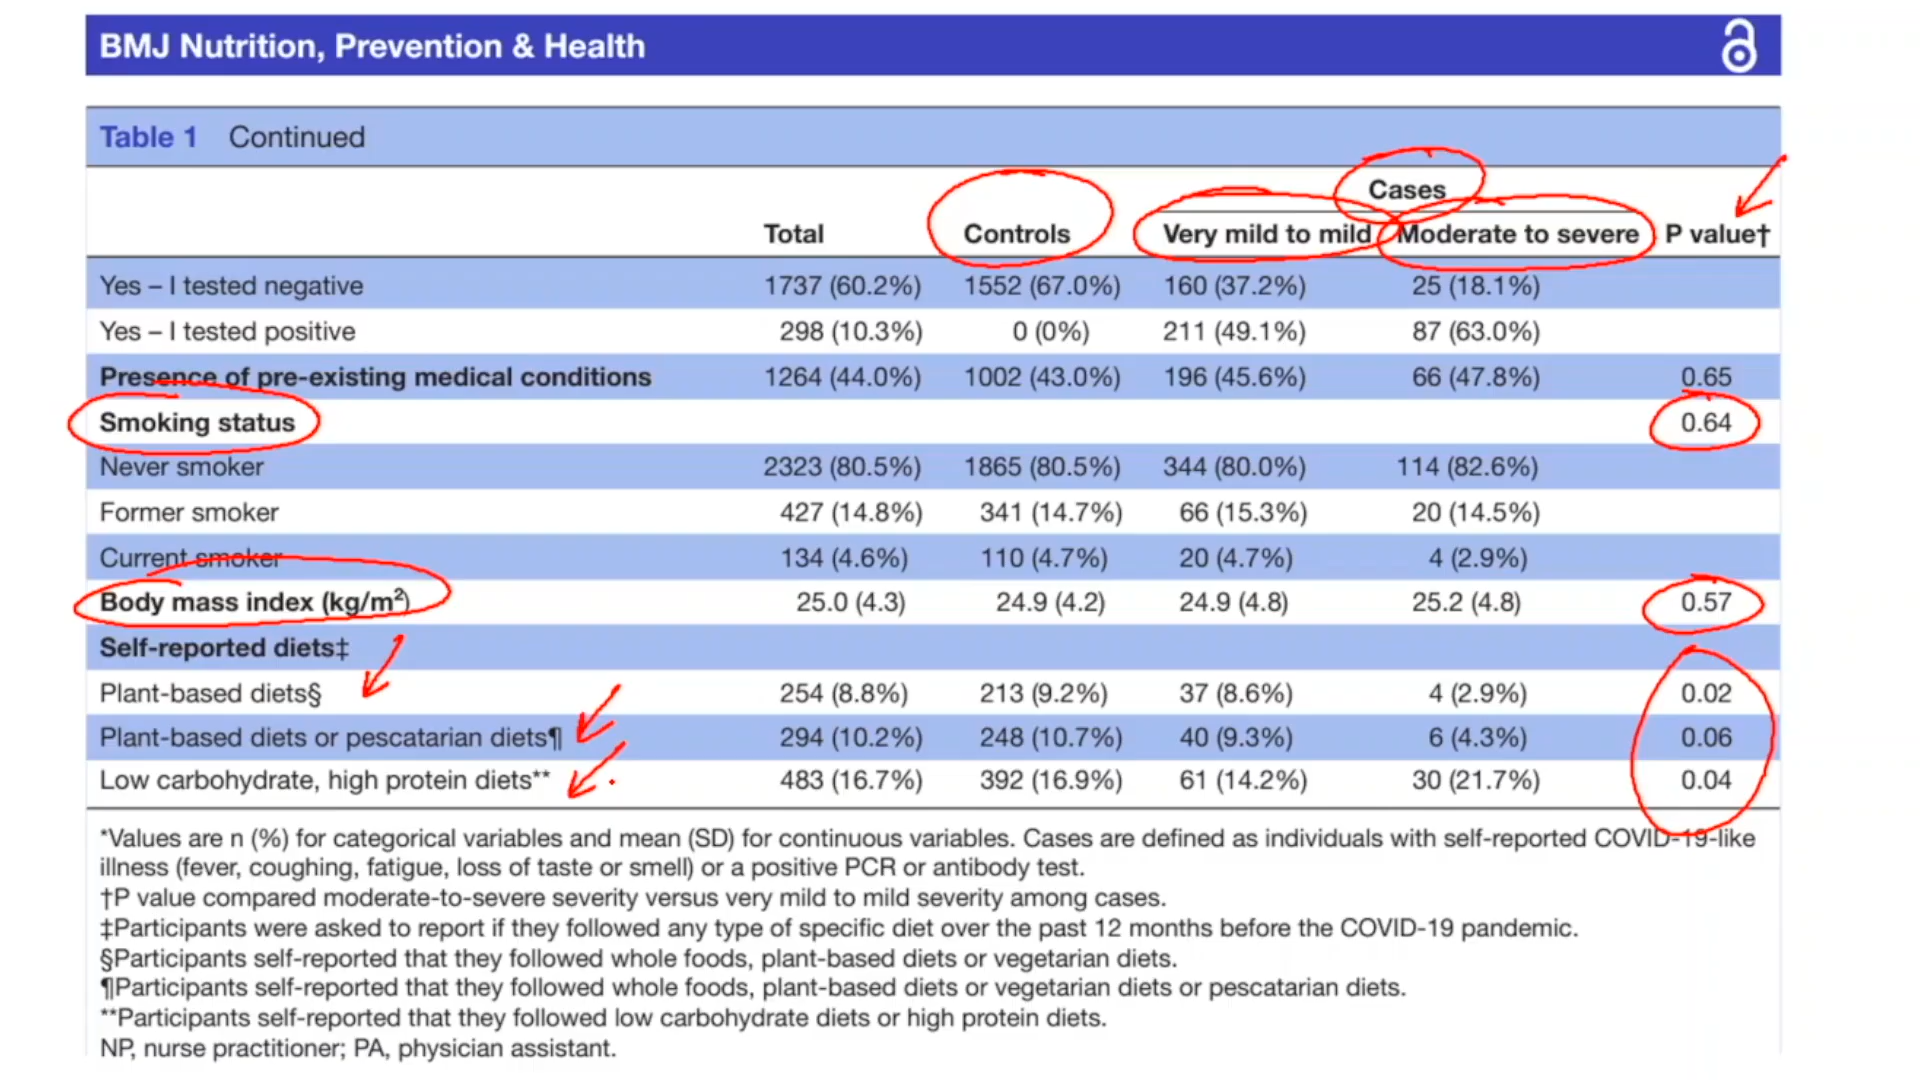 BMJ Nutrition, Prevention & Health
Table 1 Continued
Cases
Total Controls Very mild to mild Moderate to severe P value†
Yes – I tested negative 1737 (60.2%) 1552 (67.0%) 160 (37.2%) 25 (18.1%)
Yes – I tested positive 298 (10.3%) 0 (0%) 211 (49.1%) 87 (63.0%)
Presence of pre-existing medical conditions 1264 (44.0%) 1002 (43.0%) 196 (45.6%) 66 (47.8%) 0.65
Smoking status 0.64
Never smoker 2323 (80.5%) 1865 (80.5%) 344 (80.0%) 114 (82.6%)
Former smoker 427 (14.8%) 341 (14.7%) 66 (15.3%) 20 (14.5%)
Current smoker 134 (4.6%) 110 (4.7%) 20 (4.7%) 4 (2.9%)
Body mass index (kg/m²) 25.0 (4.3) 24.9 (4.2) 24.9 (4.8) 25.2 (4.8) 0.57
Self-reported diets‡
Plant-based diets§ 254 (8.8%) 213 (9.2%) 37 (8.6%) 4 (2.9%) 0.02
Plant-based diets or pescatarian diets¶ 294 (10.2%) 248 (10.7%) 40 (9.3%) 6 (4.3%) 0.06
Low carbohydrate, high protein diets** 483 (16.7%) 392 (16.9%) 61 (14.2%) 30 (21.7%) 0.04
*Values are n (%) for categorical variables and mean (SD) for continuous variables. Cases are defined as individuals with self-reported COVID-19-like
illness (fever, coughing, fatigue, loss of taste or smell) or a positive PCR or antibody test.
†P value compared moderate-to-severe severity versus very mild to mild severity among cases.
‡Participants were asked to report if they followed any type of specific diet over the past 12 months before the COVID-19 pandemic.
§Participants self-reported that they followed whole foods, plant-based diets or vegetarian diets.
¶Participants self-reported that they followed whole foods, plant-based diets or vegetarian diets or pescatarian diets.
**Participants self-reported that they followed low carbohydrate diets or high protein diets.
NP, nurse practitioner; PA, physician assistant.